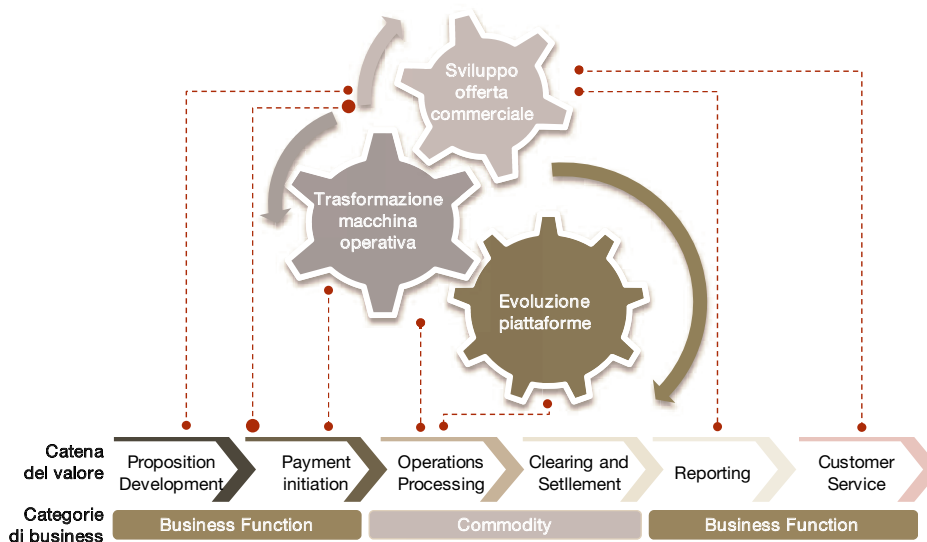 Sviluppo
offerta
commerciale
Trasformazione
macchina
operativa
Evoluzione
piattaforme
Catena
del valore
Proposition
Development
Payment
initiation
Operations
Processing
Clearing and
Setllement
Reporting
Customer
Service
Categorie
di business
Business Function
Commodity
Business Function